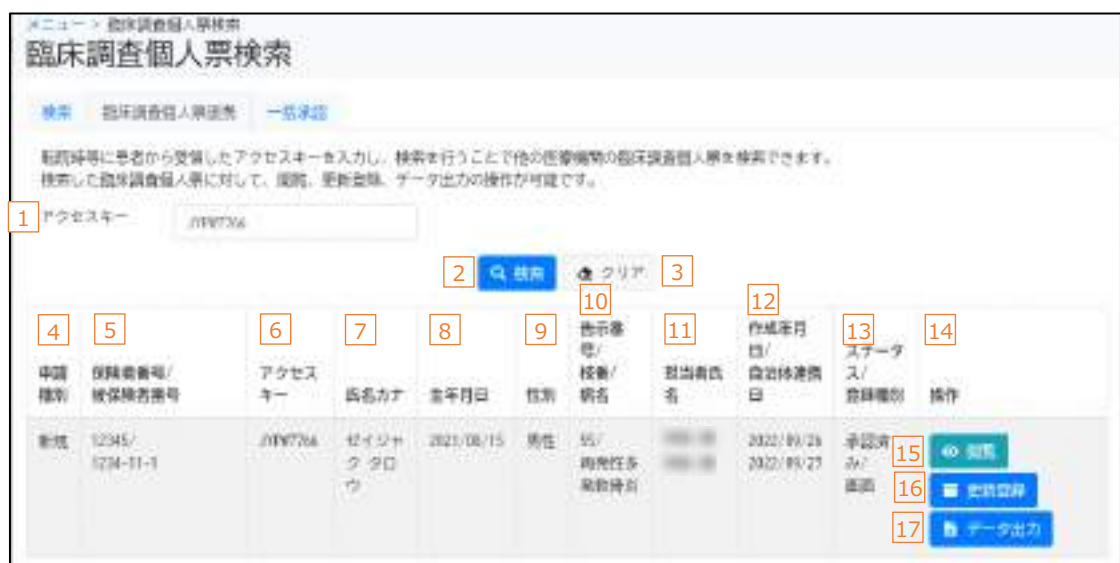 メニュー > 臨床調査個人票検索
臨床調査個人票検索
検索 臨床調査個人票連携 一括承認
転院時等に患者から受領したアクセスキーを入力し、検索を行うことで他の医療機関の臨床調査個人票を検索できます。
検索した臨床調査個人票に対して、閲覧、更新登録、データ出力の操作が可能です。
1 アクセスキー
2 検索 クリア 3
4 5 6 7 8 9 10 11 12 13 14
申請
種別
保険者番号/
被保険者番号
アクセス
キー
氏名カナ
生年月日
性別
告示番
号/
枝番/
病名
担当者氏
名
作成年月
日/
自治体連携
日
ステータ
ス/
登録種別
操作
新規
12345/
1234-11-1
セイジャ
ク タロ
ウ
2021/08/15
男性
2022/09/26
2022/09/27
承認済
み/
画面
15 閲覧
16 更新登録
17 データ出力